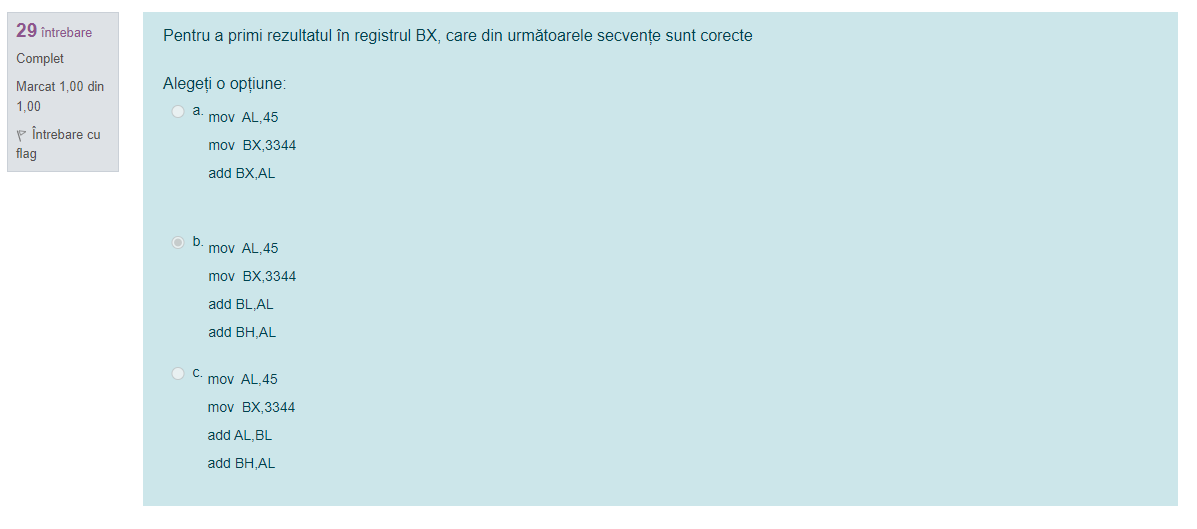 29 întrebare
Complet
Marcat 1,00 din
1,00
Întrebare cu
flag
Pentru a primi rezultatul în registrul BX, care din următoarele secvențe sunt corecte
Alegeți o opțiune:
a. mov AL,45
mov BX,3344
add BX,AL
b. mov AL,45
mov BX,3344
add BL,AL
add BH,AL
c. mov AL,45
mov BX,3344
add AL,BL
add BH,AL